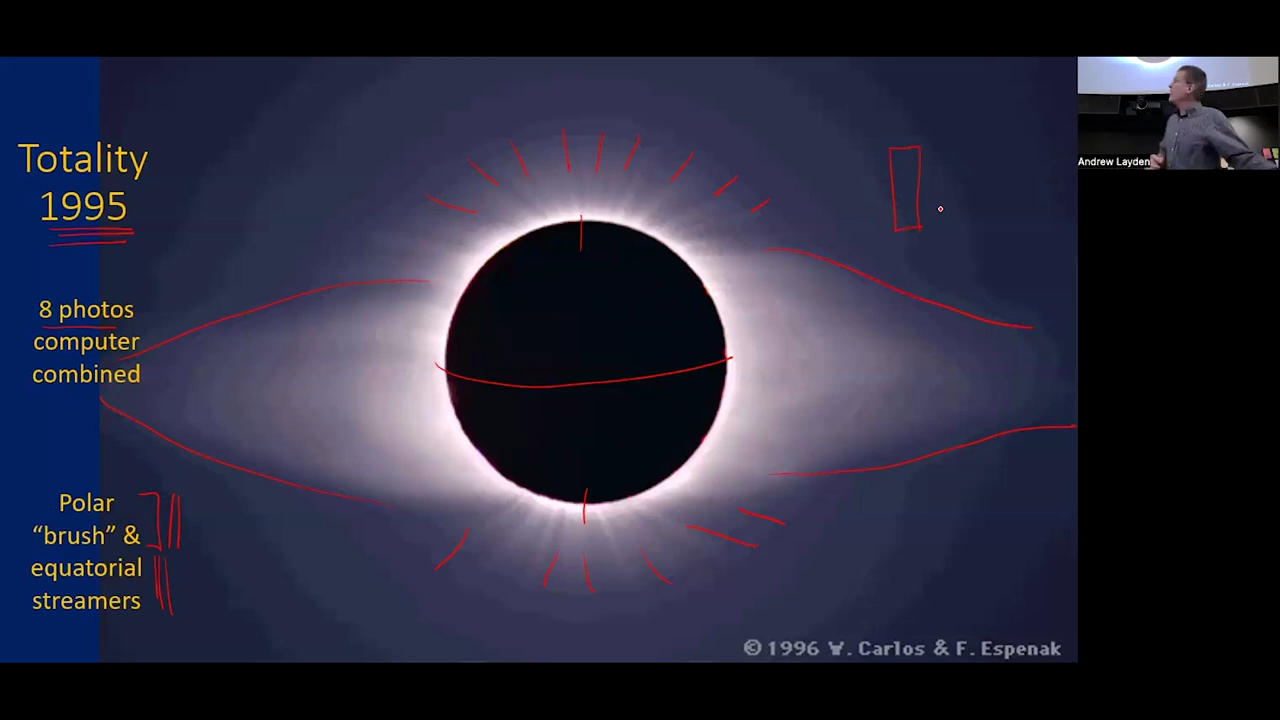 Totality
1995
8 photos
computer
combined
Polar
“brush” &
equatorial
streamers
© 1996 W. Carlos & F. Espenak
Andrew Layden